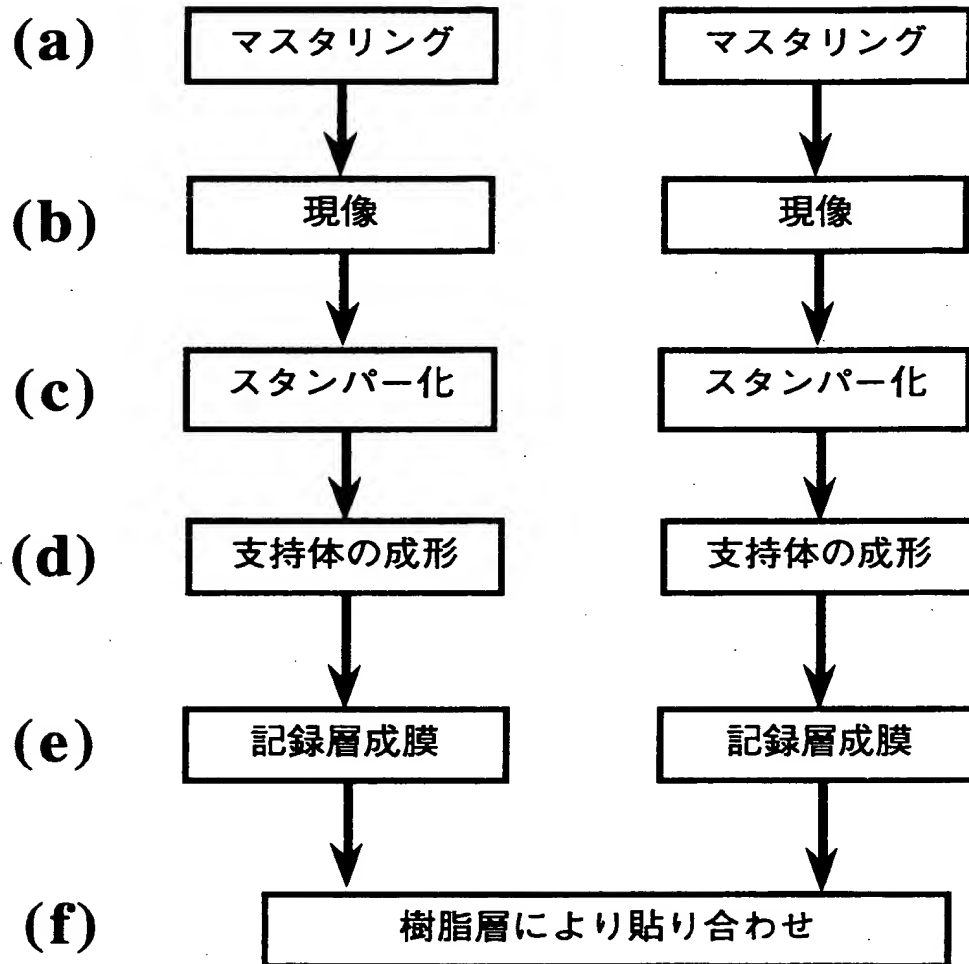 (a) マスタリング マスタリング
(b) 現像 現像
(c) スタンパー化 スタンパー化
(d) 支持体の成形 支持体の成形
(e) 記録層成膜 記録層成膜
(f) 樹脂層により貼り合わせ